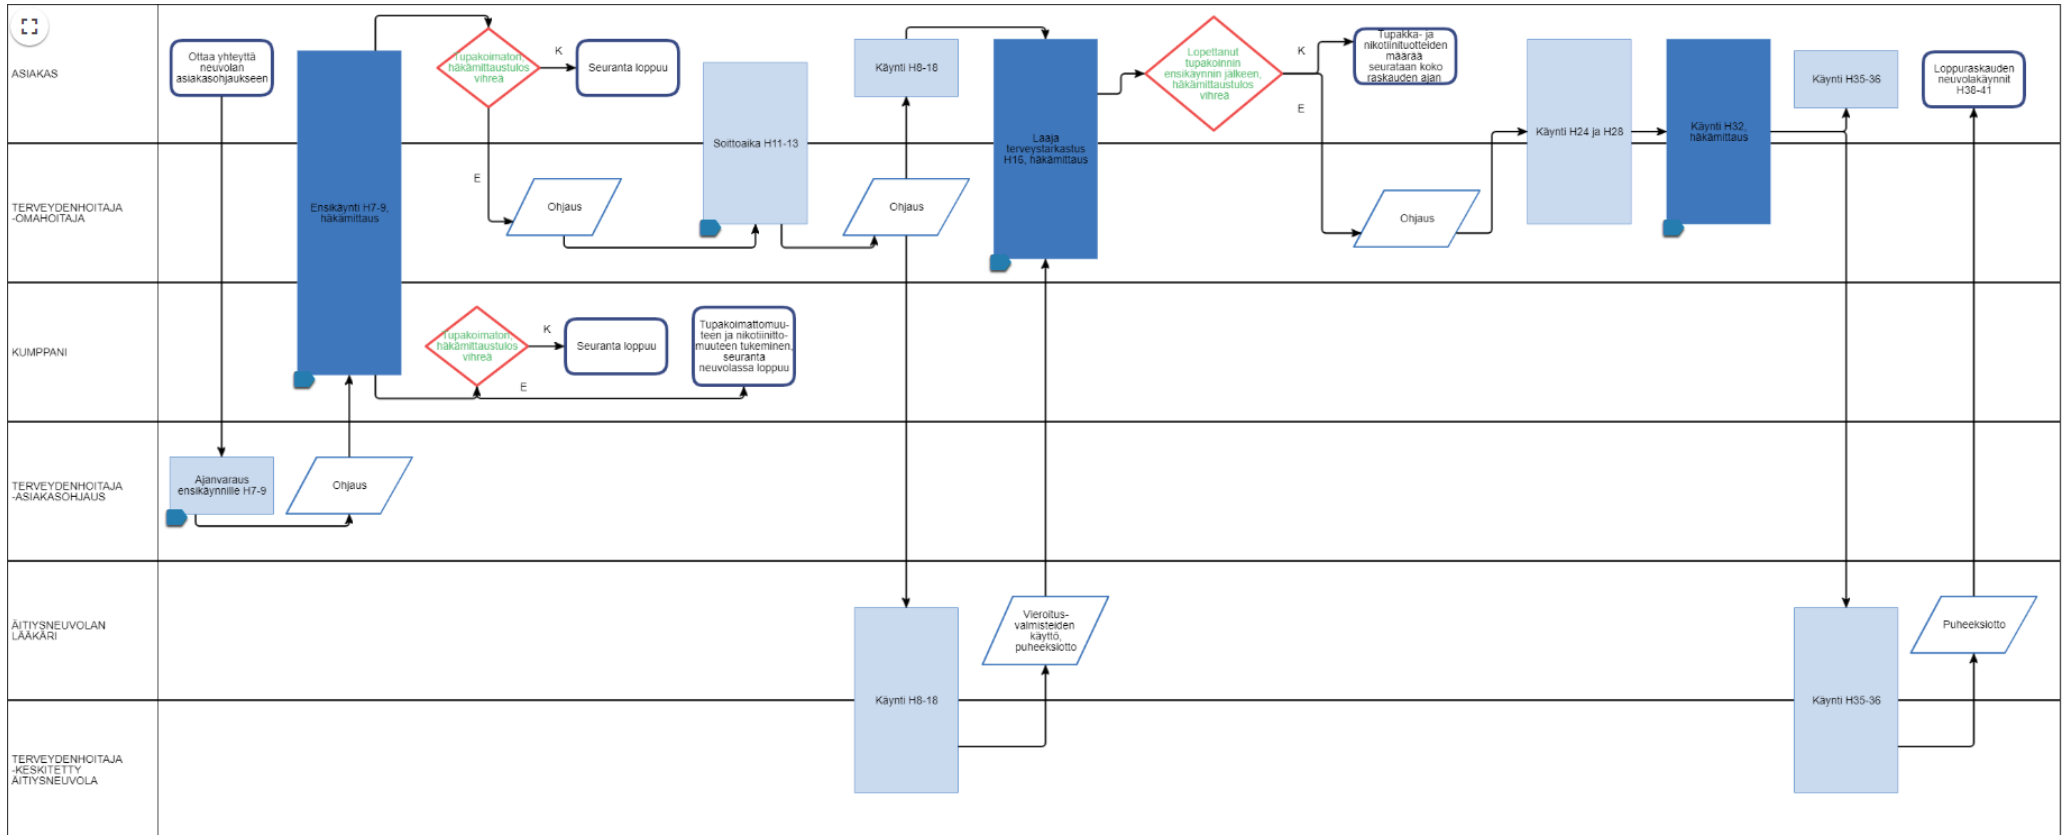 ASIAKAS
Ottaa yhteyttä
neuvolan
asiakasohjaukseen
Tupakoimaton,
häkämittaustulos
vihreä
K
Seuranta loppuu
E
Soittoaika H11-13
Käynti H8-18
Laaja
terveystarkastus
H16, häkämittaus
Lopettanut
tupakoinnin
ensikäynnin jälkeen,
häkämittaustulos
vihreä
K
E
Tupakka- ja
nikotiinituotteiden
määrää
seurataan koko
raskauden ajan
Käynti H24 ja H28
Käynti H32,
häkämittaus
Käynti H35-36
Loppuraskauden
neuvolakäynnit
H38-41
TERVEYDENHOITAJA
-OMAHOITAJA
Ensikäynti H7-9,
häkämittaus
Ohjaus
Ohjaus
Ohjaus
KUMPPANI
Tupakoimaton,
häkämittaustulos
vihreä
K
Seuranta loppuu
E
Tupakoimattomuu-
teen ja nikotiinitto-
muuteen tukeminen,
seuranta
neuvolassa loppuu
TERVEYDENHOITAJA
-ASIAKASOHJAUS
Ajanvaraus
ensikäynnille H7-9
Ohjaus
ÄITIYSNEUVOLAN
LÄÄKÄRI
Vieroitus-
valmisteiden
käyttö,
puheeksiotto
Puheeksiotto
Käynti H8-18
Käynti H35-36
TERVEYDENHOITAJA
-KESKITETTY
ÄITIYSNEUVOLA